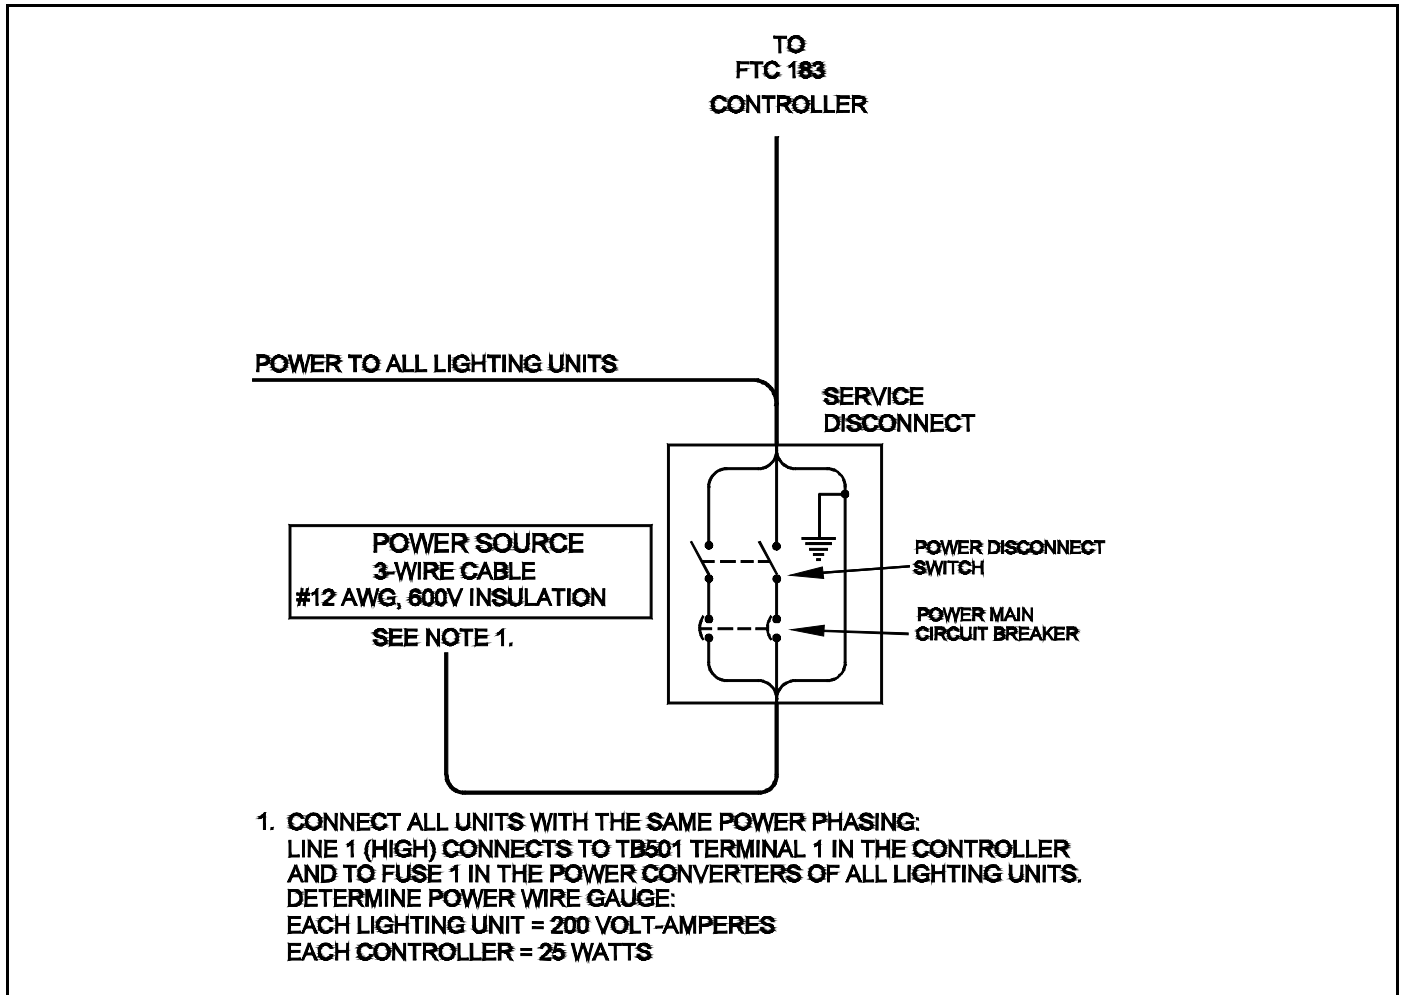 TO
FTC 183
CONTROLLER
POWER TO ALL LIGHTING UNITS
SERVICE
DISCONNECT
POWER SOURCE
3-WIRE CABLE
#12 AWG, 600V INSULATION
SEE NOTE 1.
POWER DISCONNECT
SWITCH
POWER MAIN
CIRCUIT BREAKER
1. CONNECT ALL UNITS WITH THE SAME POWER PHASING:
LINE 1 (HIGH) CONNECTS TO TB501 TERMINAL 1 IN THE CONTROLLER
AND TO FUSE 1 IN THE POWER CONVERTERS OF ALL LIGHTING UNITS.
DETERMINE POWER WIRE GAUGE:
EACH LIGHTING UNIT = 200 VOLT-AMPERES
EACH CONTROLLER = 25 WATTS